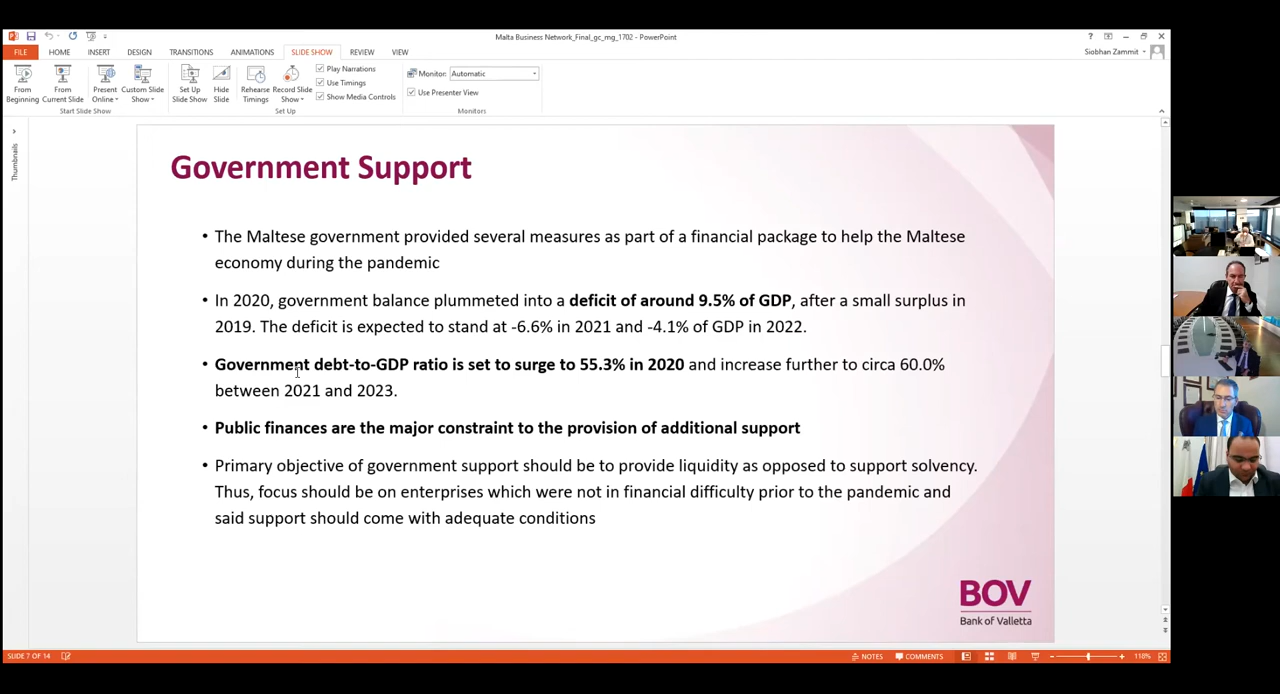 Malta Business Network_Final_gc_mg_1702 - PowerPoint
FILE HOME INSERT DESIGN TRANSITIONS ANIMATIONS SLIDE SHOW REVIEW VIEW
Siobhan Zammit
From Beginning
From Current Slide
Present Online
Custom Slide Show
Start Slide Show
Set Up Slide Show
Hide Slide
Rehearse Timings
Record Slide Show
Play Narrations
Use Timings
Show Media Controls
Set Up
Monitor: Automatic
Use Presenter View
Monitors
Thumbnails
Government Support
• The Maltese government provided several measures as part of a financial package to help the Maltese
economy during the pandemic
• In 2020, government balance plummeted into a deficit of around 9.5% of GDP, after a small surplus in
2019. The deficit is expected to stand at -6.6% in 2021 and -4.1% of GDP in 2022.
• Government debt-to-GDP ratio is set to surge to 55.3% in 2020 and increase further to circa 60.0%
between 2021 and 2023.
• Public finances are the major constraint to the provision of additional support
• Primary objective of government support should be to provide liquidity as opposed to support solvency.
Thus, focus should be on enterprises which were not in financial difficulty prior to the pandemic and
said support should come with adequate conditions
BOV
Bank of Valletta
SLIDE 7 OF 14
NOTES COMMENTS 118%